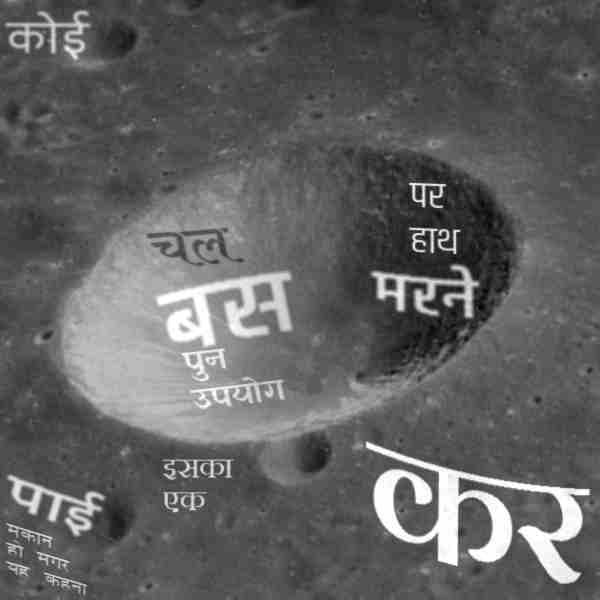 कोई
पर
हाथ
चल
बस
मरने
पुन
उपयोग
इसका
एक
कर
पाई
मकान
हो मगर
यह कहना